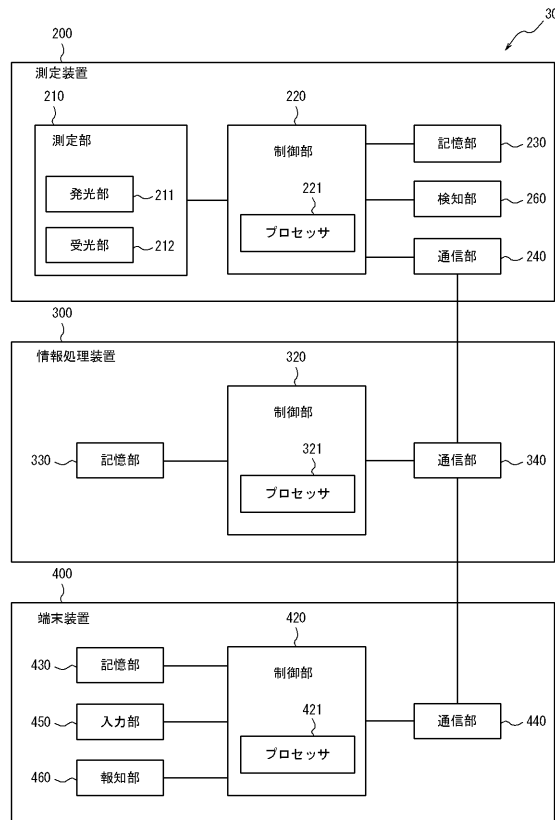 30
200
測定装置
210
測定部
発光部
211
受光部
212
220
制御部
221
プロセッサ
記憶部
230
検知部
260
通信部
240
300
情報処理装置
320
制御部
321
プロセッサ
330
記憶部
通信部
340
400
端末装置
420
制御部
421
プロセッサ
430
記憶部
450
入力部
460
報知部
通信部
440